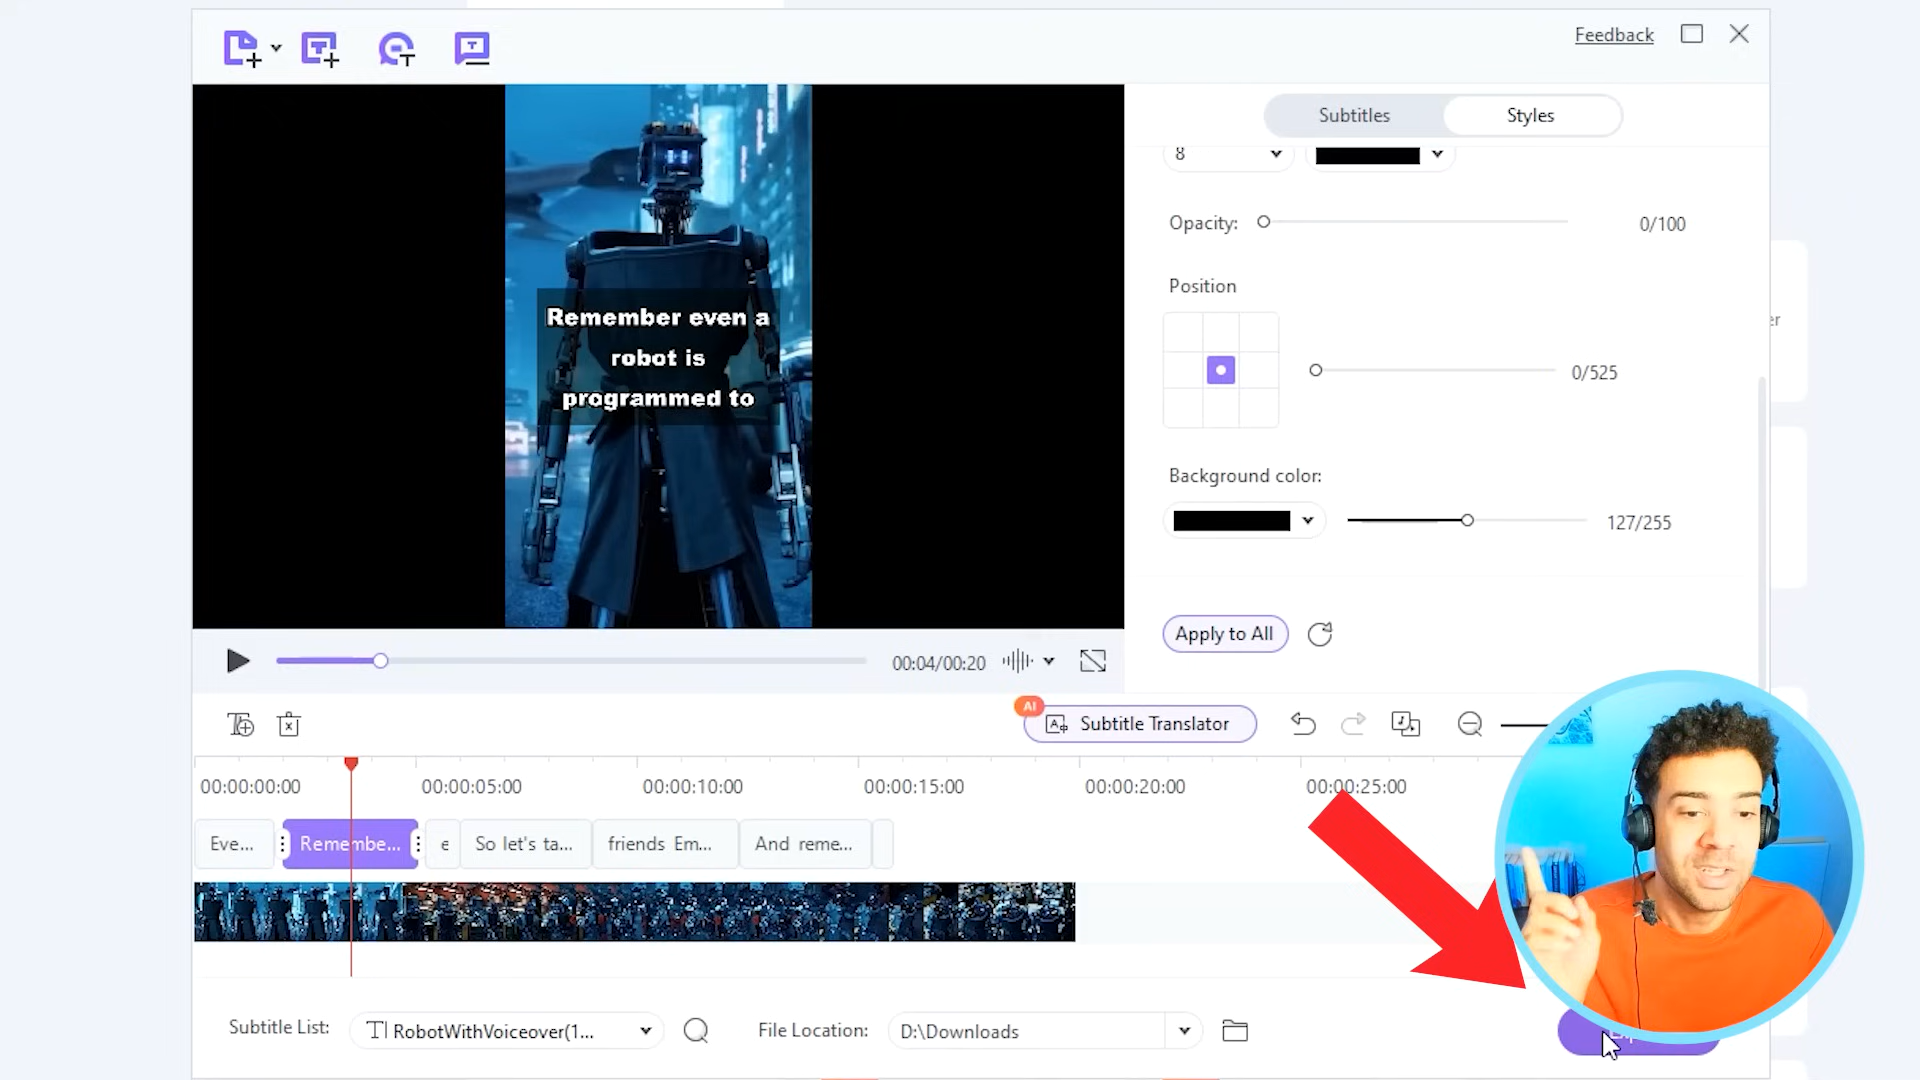 Feedback
Subtitles
Styles
8
Opacity:
0/100
Position
0/525
Background color:
127/255
Apply to All
Remember even a
robot is
programmed to
00:04/00:20
AI
Subtitle Translator
00:00:00:00
00:00:05:00
00:00:10:00
00:00:15:00
00:00:20:00
00:00:25:00
Eve...
Remembe...
e
So let's ta...
friends Em...
And reme...
Subtitle List:
RobotWithVoiceover(1...
File Location:
D:\Downloads